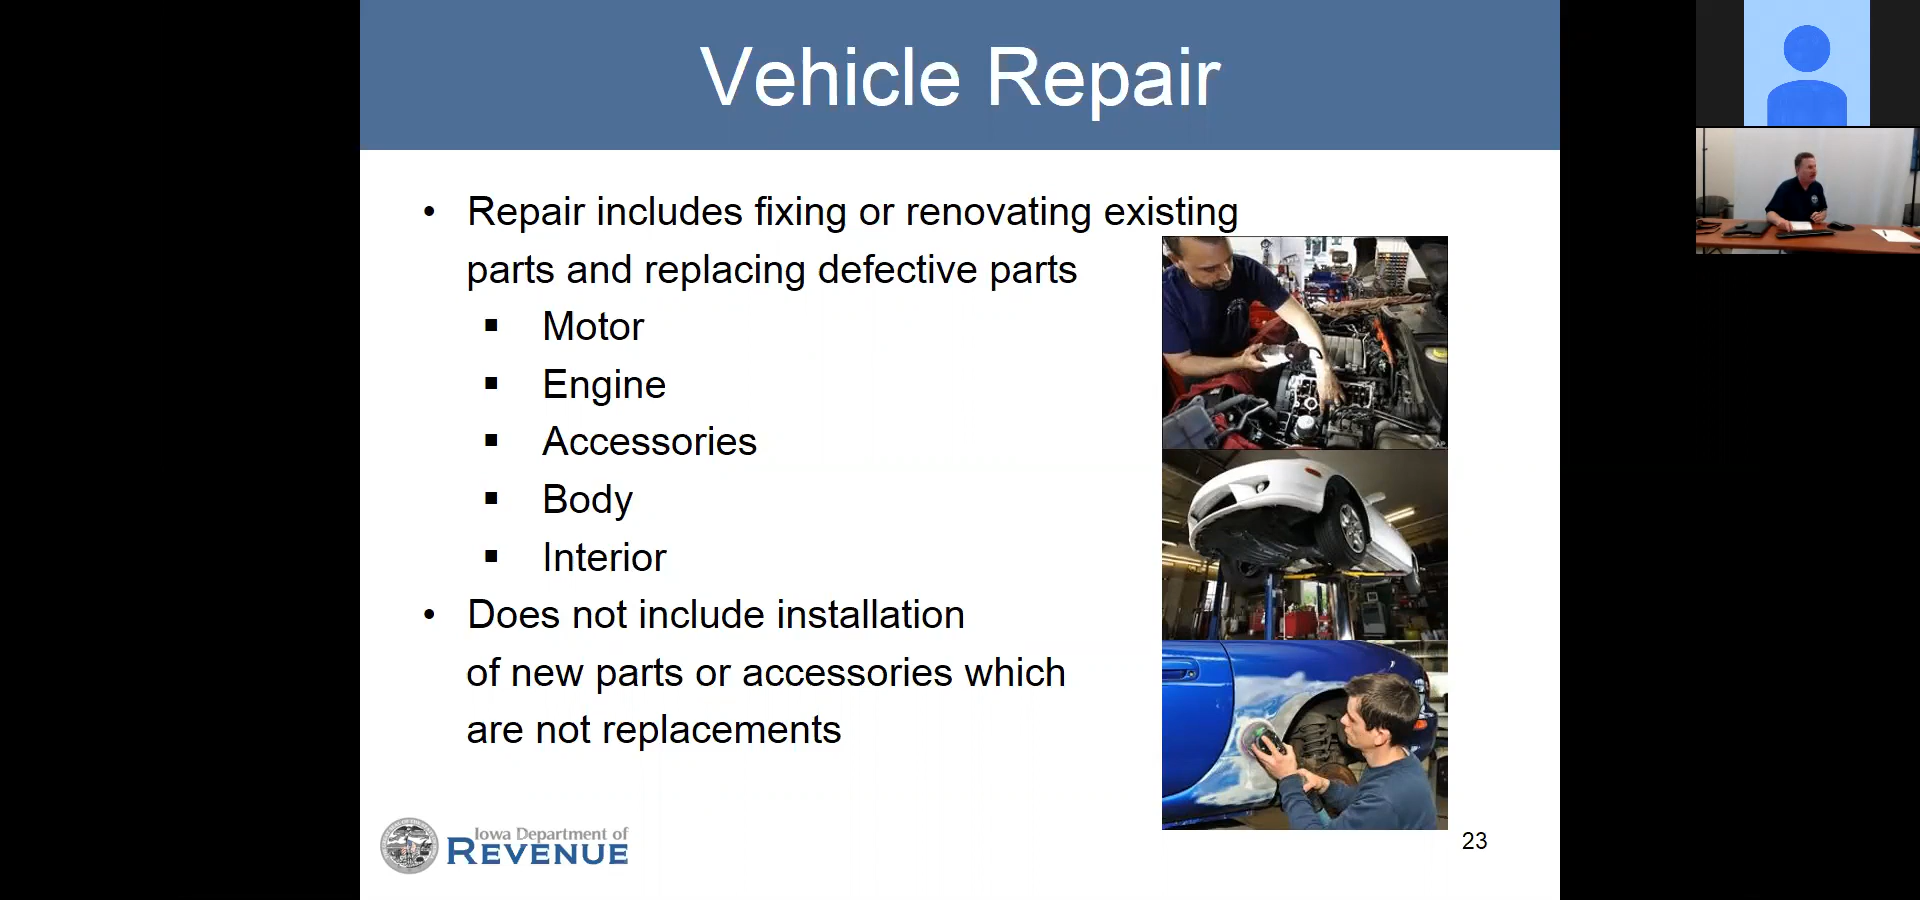 Vehicle Repair
• Repair includes fixing or renovating existing
parts and replacing defective parts
▪ Motor
▪ Engine
▪ Accessories
▪ Body
▪ Interior
• Does not include installation
of new parts or accessories which
are not replacements
Iowa Department of
REVENUE
23